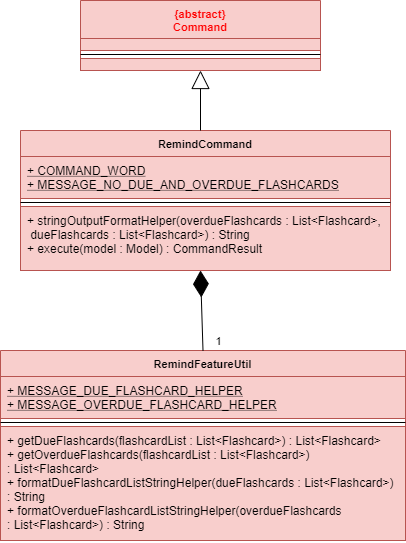 {abstract}
Command
RemindCommand
+ COMMAND_WORD
+ MESSAGE_NO_DUE_AND_OVERDUE_FLASHCARDS
+ stringOutputFormatHelper(overdueFlashcards : List<Flashcard>,
dueFlashcards : List<Flashcard>) : String
+ execute(model : Model) : CommandResult
1
RemindFeatureUtil
+ MESSAGE_DUE_FLASHCARD_HELPER
+ MESSAGE_OVERDUE_FLASHCARD_HELPER
+ getDueFlashcards(flashcardList : List<Flashcard>) : List<Flashcard>
+ getOverdueFlashcards(flashcardList : List<Flashcard>)
: List<Flashcard>
+ formatDueFlashcardListStringHelper(dueFlashcards : List<Flashcard>)
: String
+ formatOverdueFlashcardListStringHelper(overdueFlashcards
: List<Flashcard>) : String